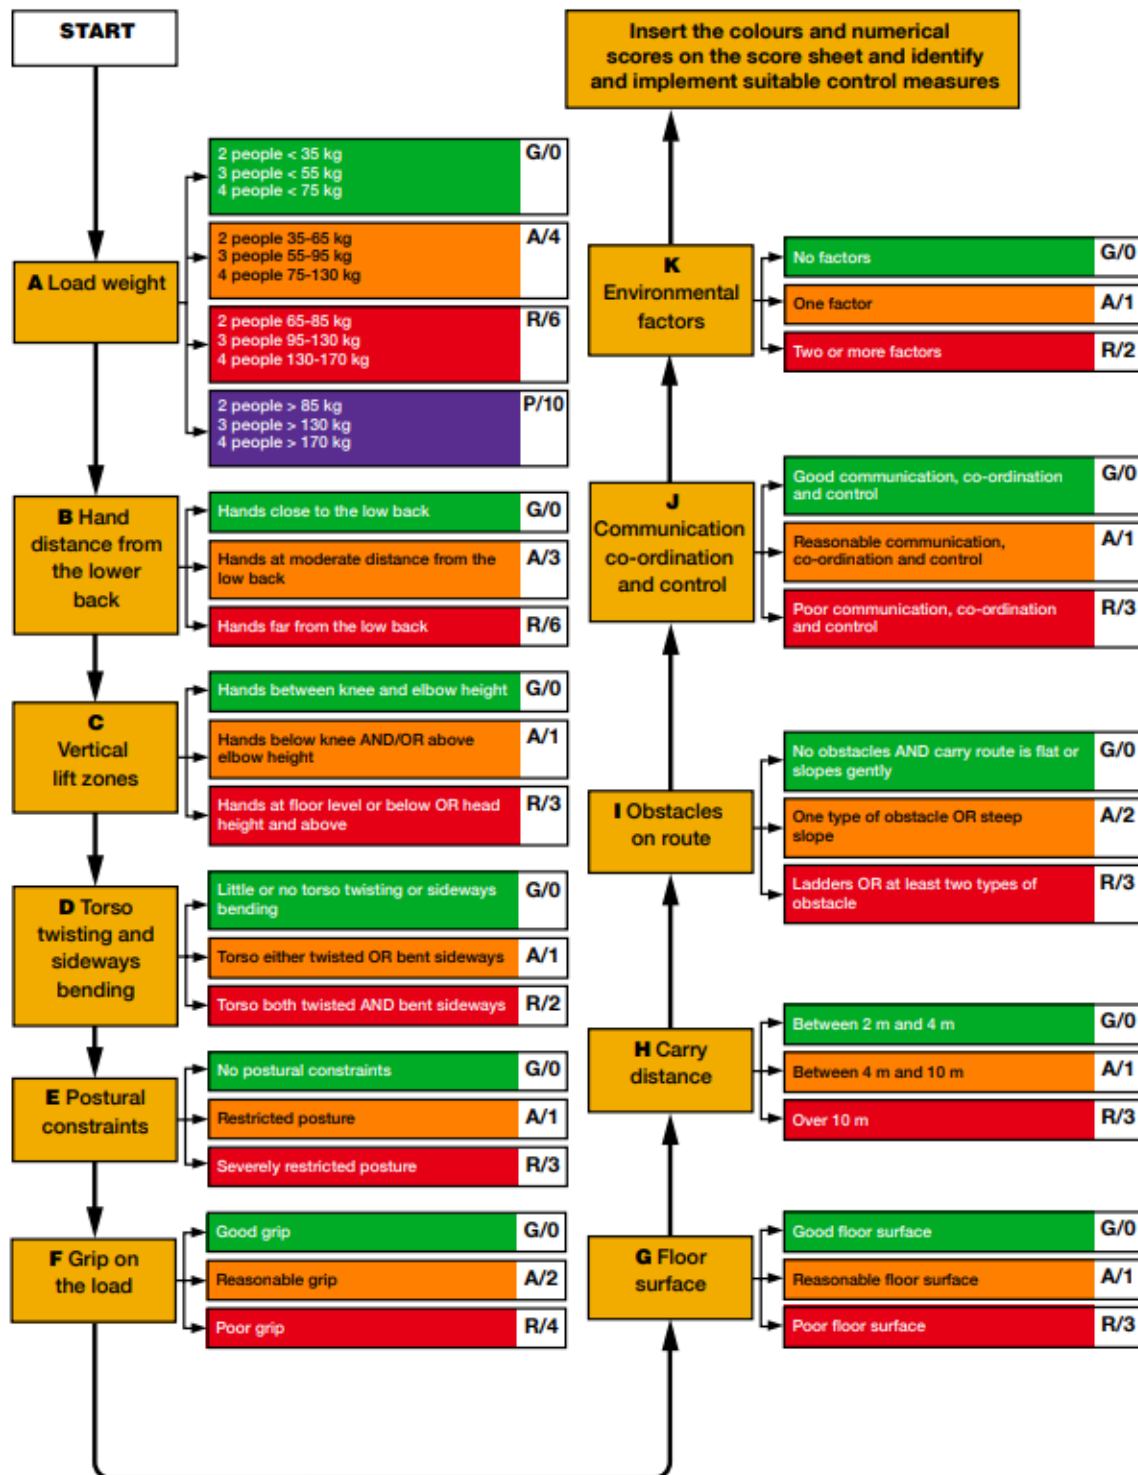 START
A Load weight
2 people < 35 kg
3 people < 55 kg
4 people < 75 kg
G/0
2 people 35-65 kg
3 people 55-95 kg
4 people 75-130 kg
A/4
2 people 65-85 kg
3 people 95-130 kg
4 people 130-170 kg
R/6
2 people > 85 kg
3 people > 130 kg
4 people > 170 kg
P/10
B Hand
distance from
the lower
back
Hands close to the low back
G/0
Hands at moderate distance from the
low back
A/3
Hands far from the low back
R/6
C
Vertical
lift zones
Hands between knee and elbow height
G/0
Hands below knee AND/OR above
elbow height
A/1
Hands at floor level or below OR head
height and above
R/3
D Torso
twisting and
sideways
bending
Little or no torso twisting or sideways
bending
G/0
Torso either twisted OR bent sideways
A/1
Torso both twisted AND bent sideways
R/2
E Postural
constraints
No postural constraints
G/0
Restricted posture
A/1
Severely restricted posture
R/3
F Grip on
the load
Good grip
G/0
Reasonable grip
A/2
Poor grip
R/4
G Floor
surface
Good floor surface
G/0
Reasonable floor surface
A/1
Poor floor surface
R/3
H Carry
distance
Between 2 m and 4 m
G/0
Between 4 m and 10 m
A/1
Over 10 m
R/3
I Obstacles
on route
No obstacles AND carry route is flat or
slopes gently
G/0
One type of obstacle OR steep
slope
A/2
Ladders OR at least two types of
obstacle
R/3
J
Communication
co-ordination
and control
Good communication, co-ordination
and control
G/0
Reasonable communication,
co-ordination and control
A/1
Poor communication, co-ordination
and control
R/3
K
Environmental
factors
No factors
G/0
One factor
A/1
Two or more factors
R/2
Insert the colours and numerical
scores on the score sheet and identify
and implement suitable control measures